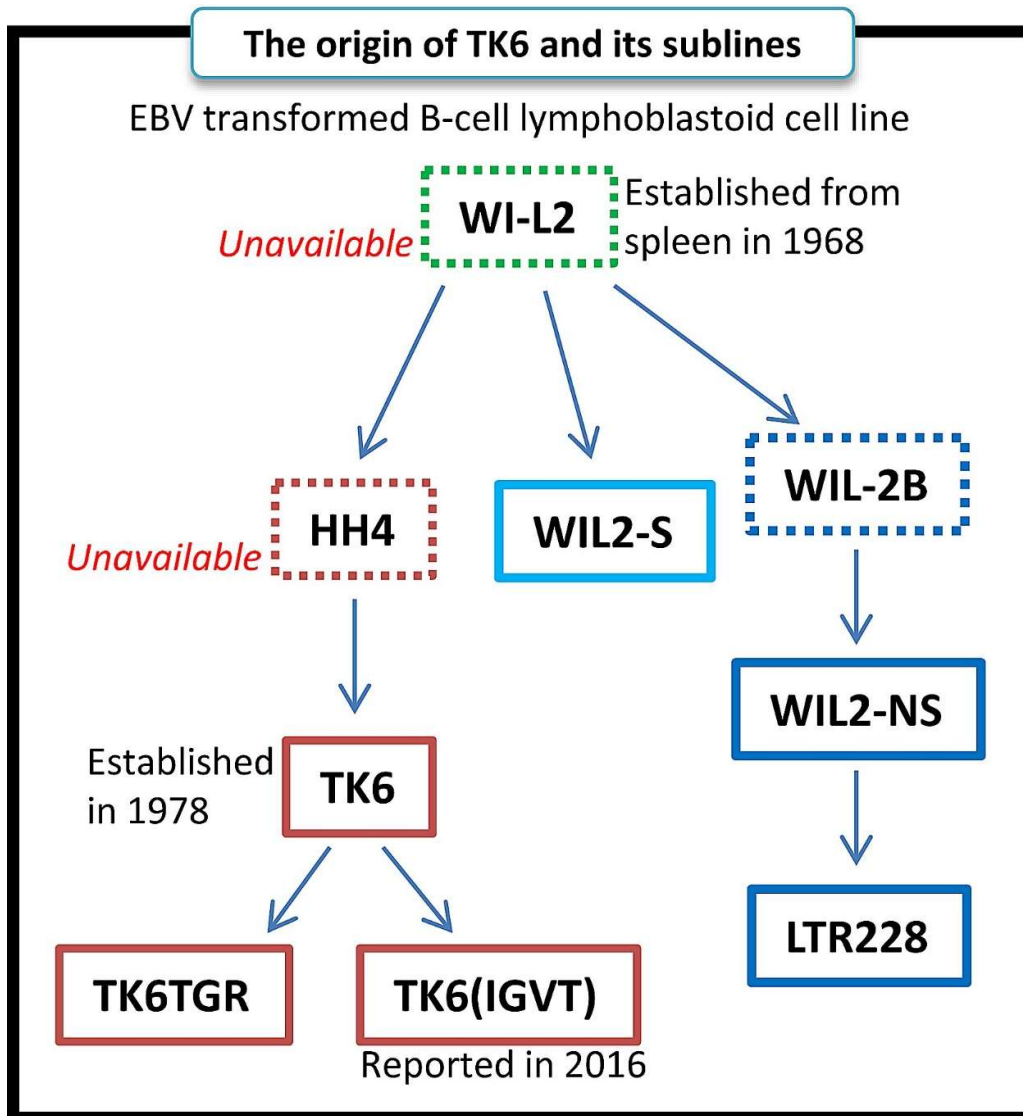 The origin of TK6 and its sublines
EBV transformed B-cell lymphoblastoid cell line
WI-L2
Established from
spleen in 1968
Unavailable
HH4
Unavailable
WIL2-S
WIL-2B
WIL2-NS
Established
in 1978
TK6
LTR228
TK6TGR
TK6(IGVT)
Reported in 2016